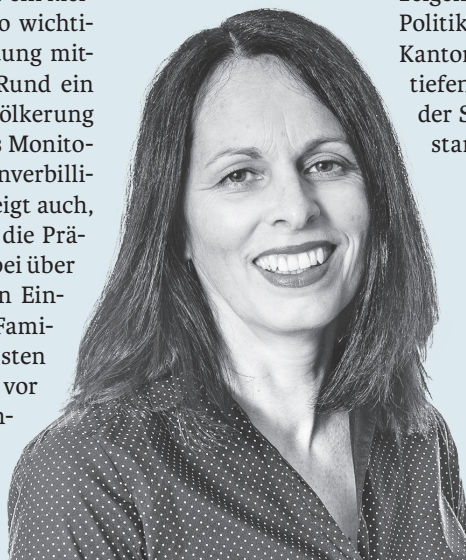 o wichti-
ung mit-
Rund ein
ölkerung
s Monito-
nverbilli-
eigt auch,
die Prä-
bei über
n Ein-
Fami-
sten
vor
n-
Politik
Kanton
tiefen
der S
star